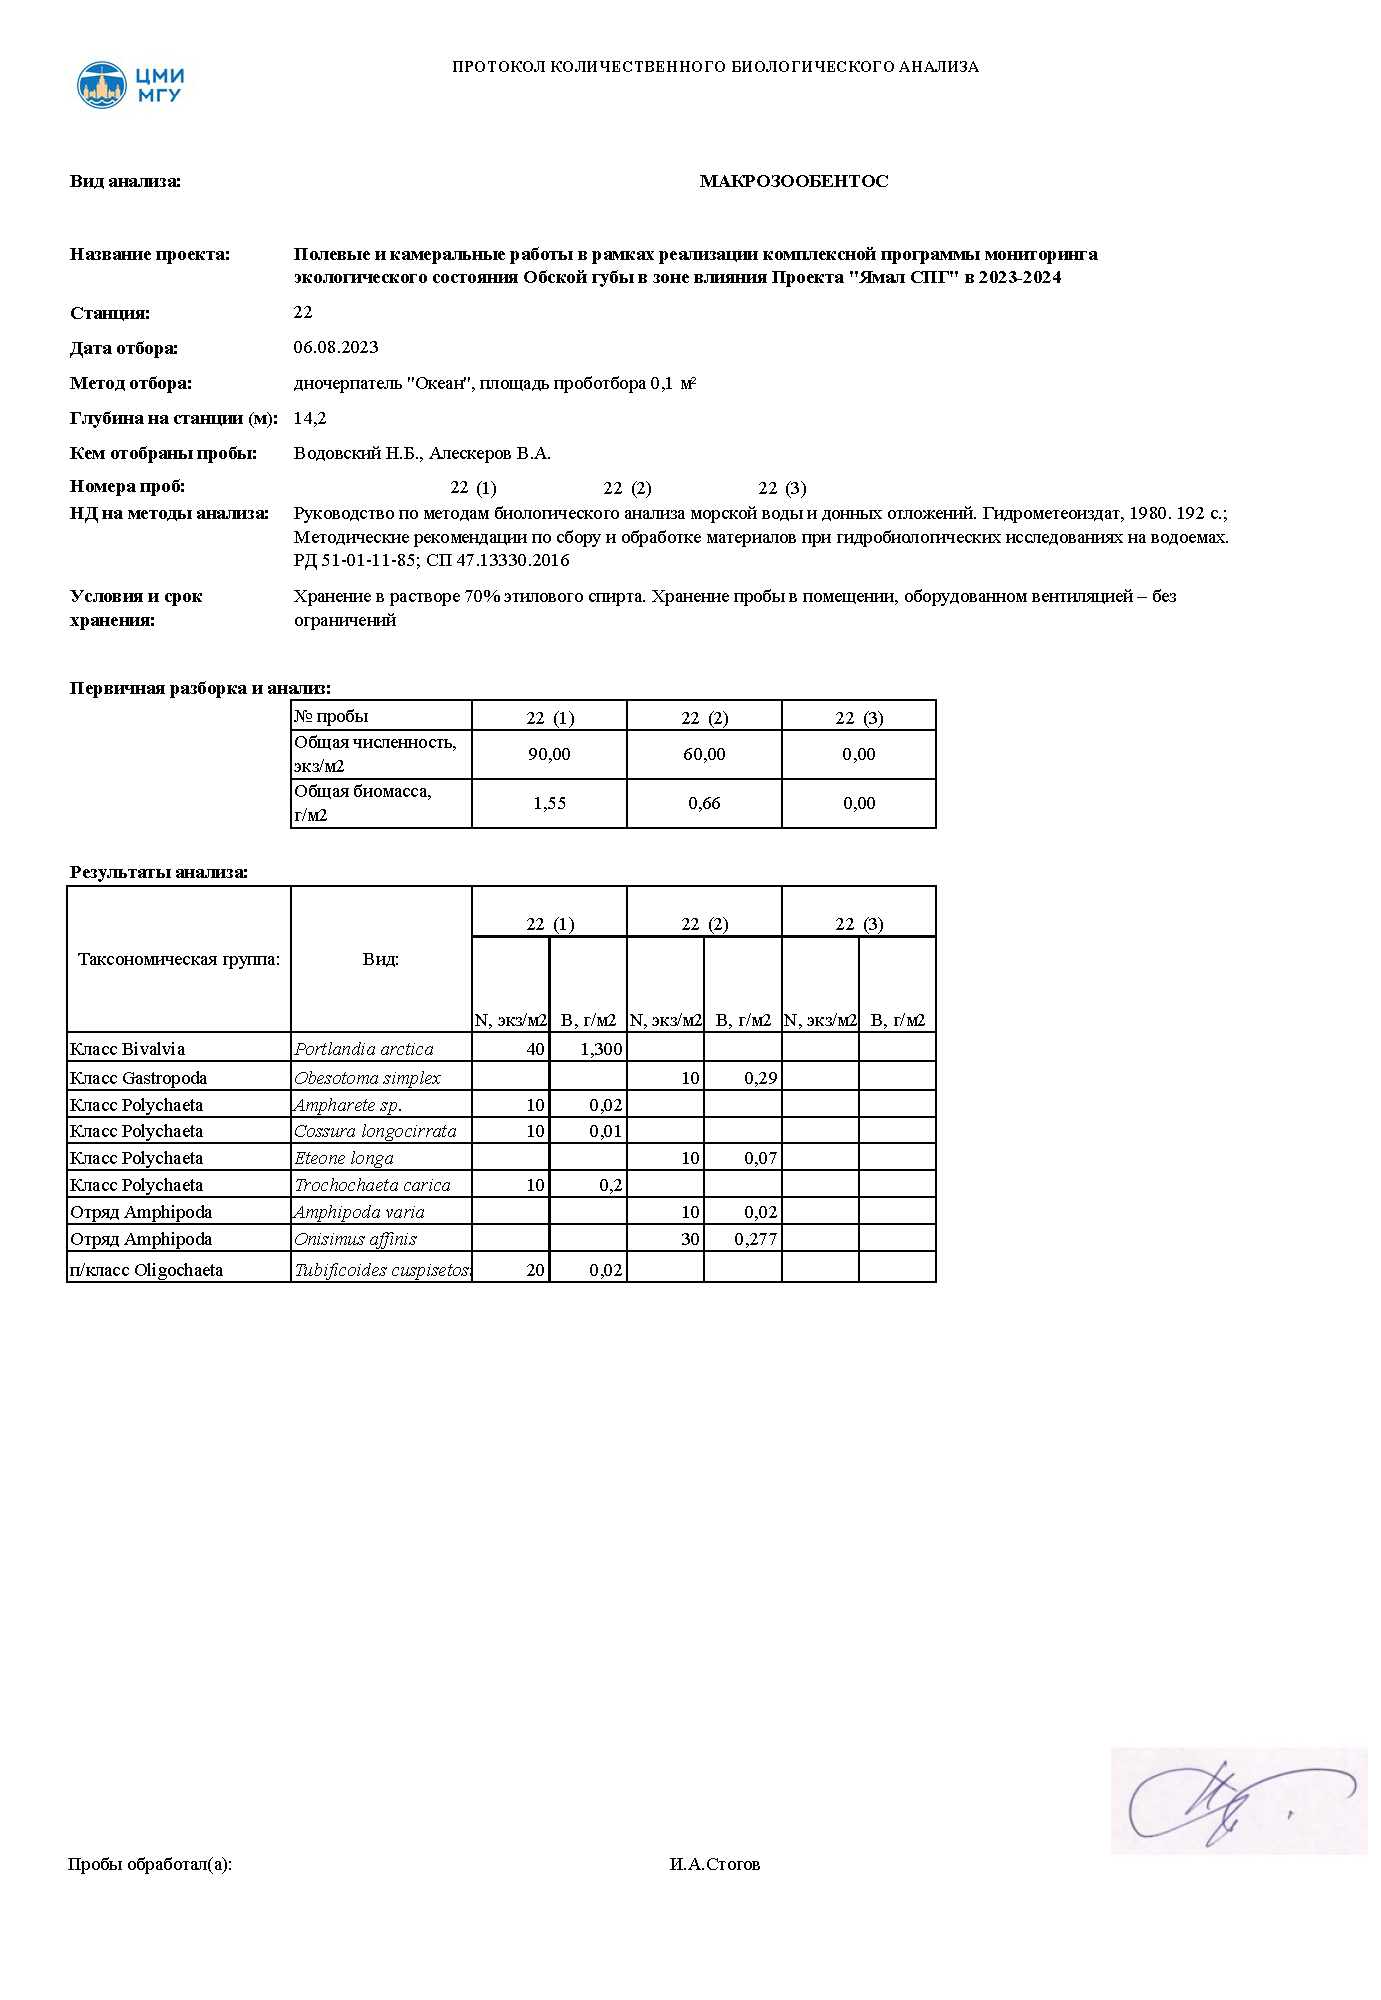 ЦМИ
МГУ
ПРОТОКОЛ КОЛИЧЕСТВЕННОГО БИОЛОГИЧЕСКОГО АНАЛИЗА
Вид анализа: МАКРОЗООБЕНТОС
Название проекта: Полевые и камеральные работы в рамках реализации комплексной программы мониторинга
экологического состояния Обской губы в зоне влияния Проекта "Ямал СПГ" в 2023-2024
Станция: 22
Дата отбора: 06.08.2023
Метод отбора: дночерпатель "Океан", площадь проботбора 0,1 м²
Глубина на станции (м): 14,2
Кем отобраны пробы: Водовский Н.Б., Алескеров В.А.
Номера проб: 22 (1) 22 (2) 22 (3)
НД на методы анализа: Руководство по методам биологического анализа морской воды и донных отложений. Гидрометеоиздат, 1980. 192 с.;
Методические рекомендации по сбору и обработке материалов при гидробиологических исследованиях на водоемах.
РД 51-01-11-85; СП 47.13330.2016
Условия и срок Хранение в растворе 70% этилового спирта. Хранение пробы в помещении, оборудованном вентиляцией – без
хранения: ограничений
Первичная разборка и анализ:
№ пробы 22 (1) 22 (2) 22 (3)
Общая численность,
экз/м2 90,00 60,00 0,00
Общая биомасса,
г/м2 1,55 0,66 0,00
Результаты анализа:
22 (1) 22 (2) 22 (3)
Таксономическая группа: Вид:
N, экз/м2 B, г/м2 N, экз/м2 B, г/м2 N, экз/м2 B, г/м2
Класс Bivalvia Portlandia arctica 40 1,300
Класс Gastropoda Obesotoma simplex 10 0,29
Класс Polychaeta Ampharete sp. 10 0,02
Класс Polychaeta Cossura longocirrata 10 0,01
Класс Polychaeta Eteone longa 10 0,07
Класс Polychaeta Trochochaeta carica 10 0,2
Отряд Amphipoda Amphipoda varia 10 0,02
Отряд Amphipoda Onisimus affinis 30 0,277
п/класс Oligochaeta Tubificoides cuspisetos 20 0,02
Пробы обработал(а): И.А.Стогов